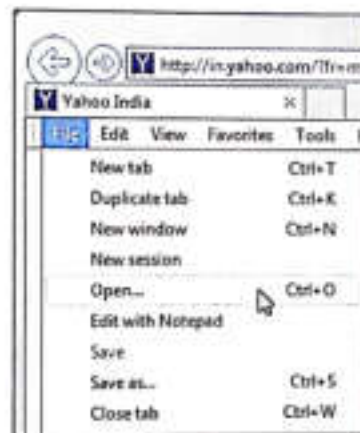 http://in.yahoo.com/?fr=m
Y! Yahoo India ×
File Edit View Favorites Tools
New tab Ctrl+T
Duplicate tab Ctrl+K
New window Ctrl+N
New session
Open... Ctrl+O
Edit with Notepad
Save
Save as... Ctrl+S
Close tab Ctrl+W